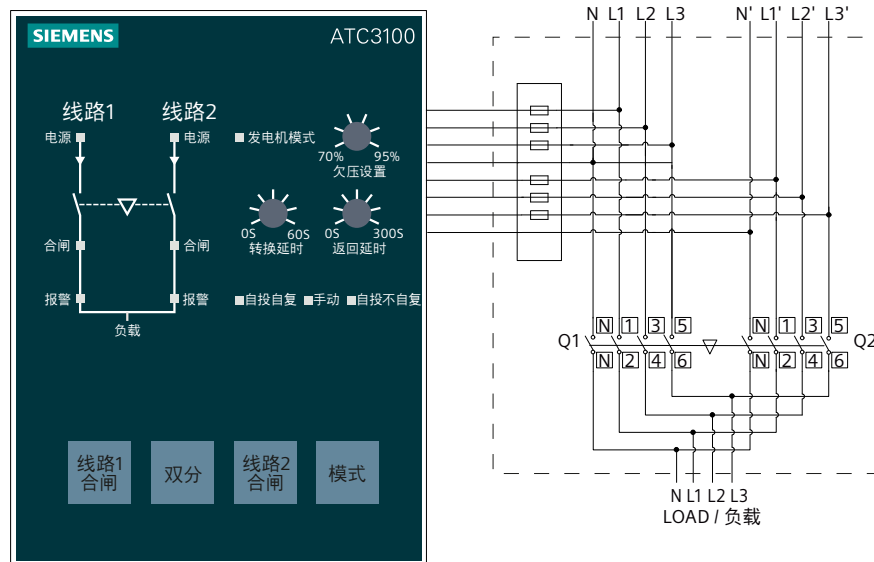 SIEMENS
ATC3100
线路1
线路2
电源
电源
发电机模式
70%
95%
欠压设置
0S
60S
转换延时
0S
300S
返回延时
合闸
合闸
报警
报警
自投自复
手动
自投不自复
负载
线路1
合闸
双分
线路2
合闸
模式
N L1 L2 L3
N' L1' L2' L3'
Q1
N 1 3 5
N 2 4 6
N 1 3 5
N 2 4 6
Q2
N L1 L2 L3
LOAD / 负载